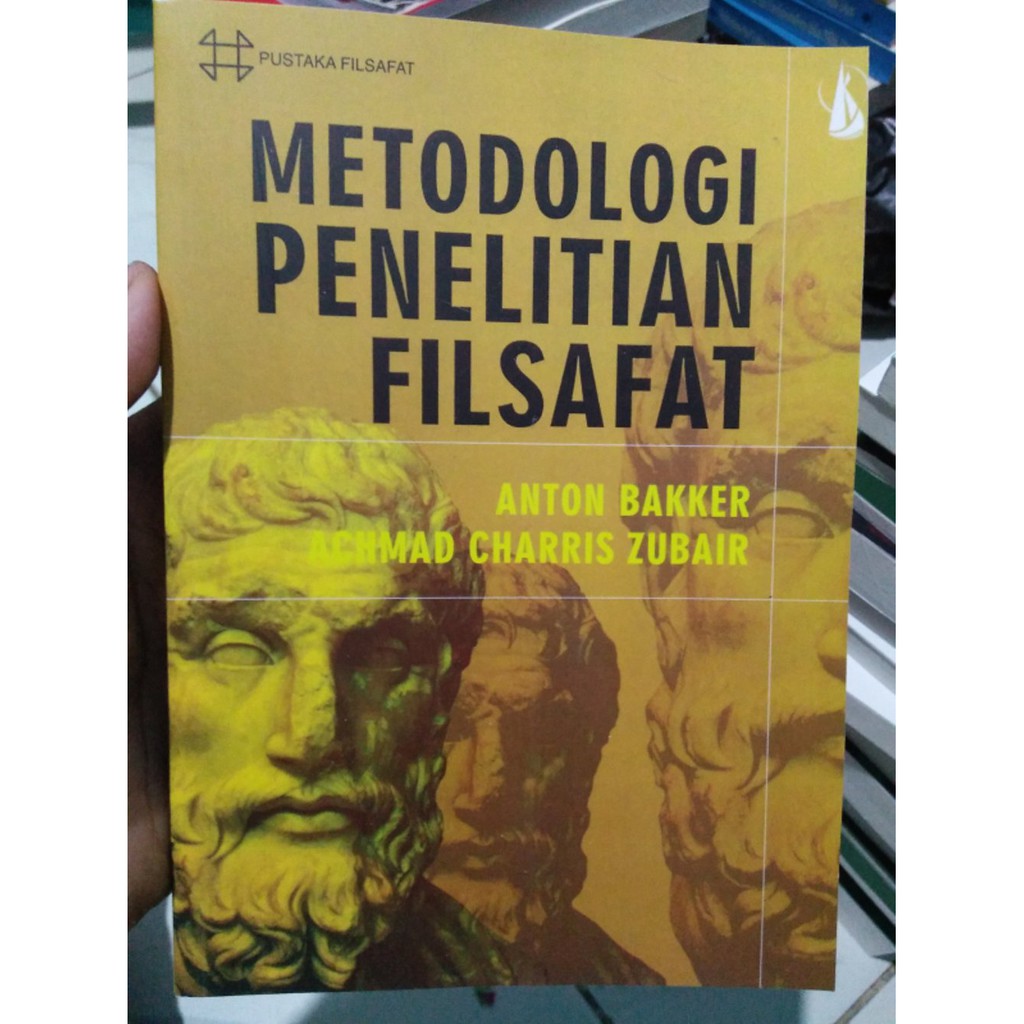 PUSTAKA FILSAFAT
METODOLOGI
PENELITIAN
FILSAFAT
ANTON BAKKER
ACHMAD CHARRIS ZUBAIR